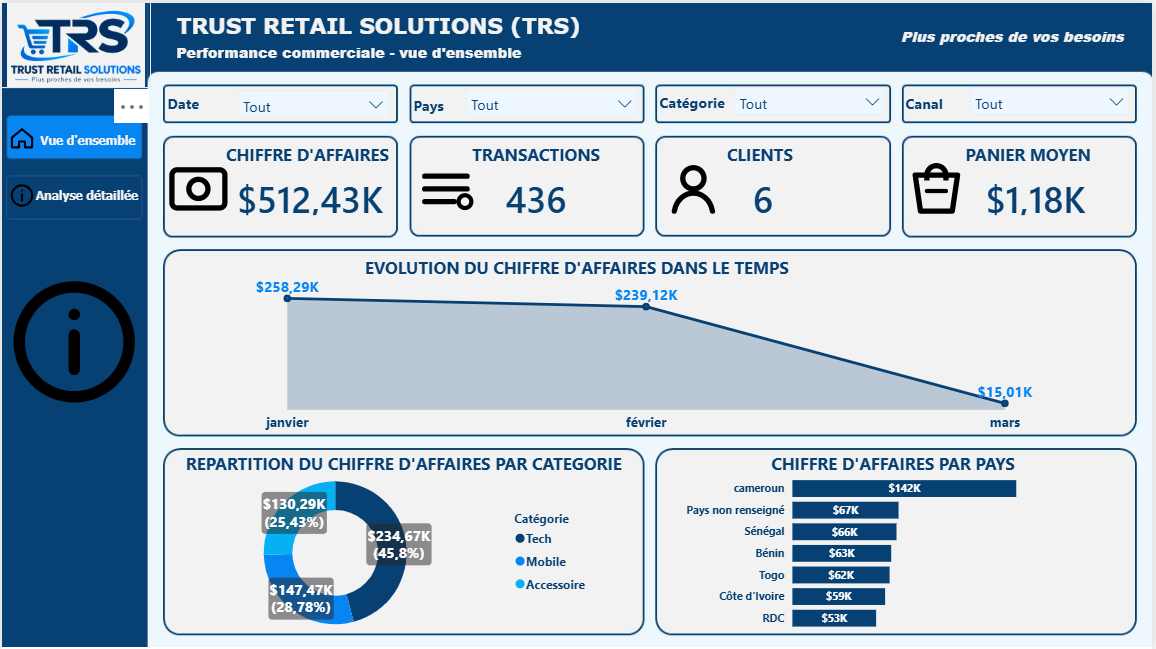 TRS
TRUST RETAIL SOLUTIONS
Plus proches de vos besoins
TRUST RETAIL SOLUTIONS (TRS)
Performance commerciale - vue d'ensemble
Plus proches de vos besoins
Vue d'ensemble
Analyse détaillée
Date Tout
Pays Tout
Catégorie Tout
Canal Tout
CHIFFRE D'AFFAIRES
$512,43K
TRANSACTIONS
436
CLIENTS
6
PANIER MOYEN
$1,18K
EVOLUTION DU CHIFFRE D'AFFAIRES DANS LE TEMPS
$258,29K
$239,12K
$15,01K
janvier février mars
REPARTITION DU CHIFFRE D'AFFAIRES PAR CATEGORIE
$130,29K
(25,43%)
$234,67K
(45,8%)
$147,47K
(28,78%)
Catégorie
Tech
Mobile
Accessoire
CHIFFRE D'AFFAIRES PAR PAYS
cameroun $142K
Pays non renseigné $67K
Sénégal $66K
Bénin $63K
Togo $62K
Côte d'Ivoire $59K
RDC $53K